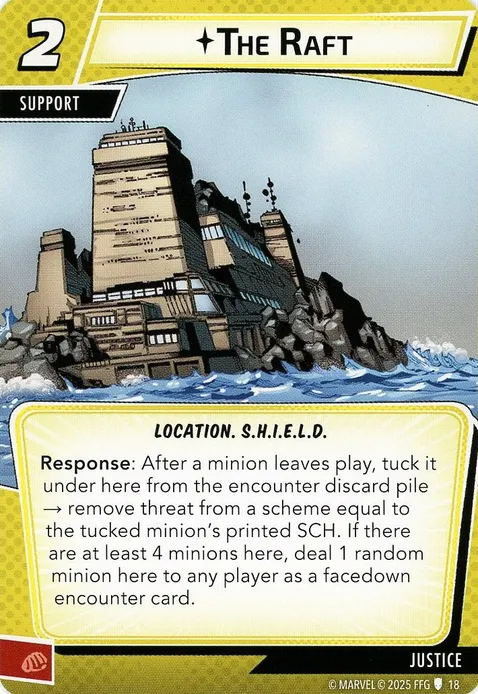 2
THE RAFT
SUPPORT
LOCATION. S.H.I.E.L.D.
Response: After a minion leaves play, tuck it
under here from the encounter discard pile
→ remove threat from a scheme equal to
the tucked minion's printed SCH. If there
are at least 4 minions here, deal 1 random
minion here to any player as a facedown
encounter card.
JUSTICE
© MARVEL © 2025 FFG 18